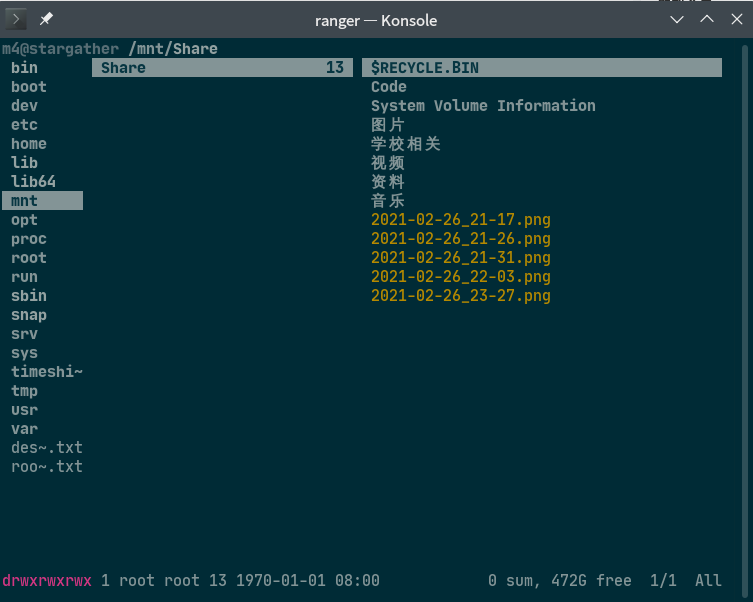 ranger — Konsole
m4@stargather /mnt/Share
bin Share 13 $RECYCLE.BIN
boot Code
dev System Volume Information
etc 图片
home 学校相关
lib 视频
lib64 资料
mnt 音乐
opt 2021-02-26_21-17.png
proc 2021-02-26_21-26.png
root 2021-02-26_21-31.png
run 2021-02-26_22-03.png
sbin 2021-02-26_23-27.png
snap
srv
sys
timeshi~
tmp
usr
var
des~.txt
roo~.txt
drwxrwxrwx 1 root root 13 1970-01-01 08:00 0 sum, 472G free 1/1 All